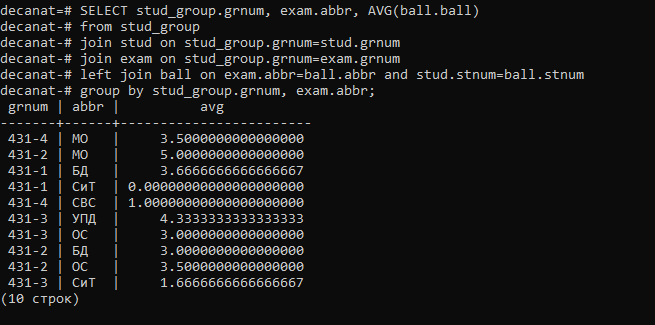 decanat=# SELECT stud_group.grnum, exam.abbr, AVG(ball.ball)
decanat-# from stud_group
decanat-# join stud on stud_group.grnum=stud.grnum
decanat-# join exam on stud_group.grnum=exam.grnum
decanat-# left join ball on exam.abbr=ball.abbr and stud.stnum=ball.stnum
decanat-# group by stud_group.grnum, exam.abbr;
 grnum | abbr |          avg
-------+------+------------------------
 431-4 | МО   |     3.5000000000000000
 431-2 | МО   |     5.0000000000000000
 431-1 | БД   |     3.6666666666666667
 431-1 | СиТ  | 0.00000000000000000000
 431-4 | СВС  | 1.00000000000000000000
 431-3 | УПД  |     4.3333333333333333
 431-3 | ОС   |     3.0000000000000000
 431-2 | БД   |     3.0000000000000000
 431-2 | ОС   |     3.5000000000000000
 431-3 | СиТ  |     1.6666666666666667
(10 строк)